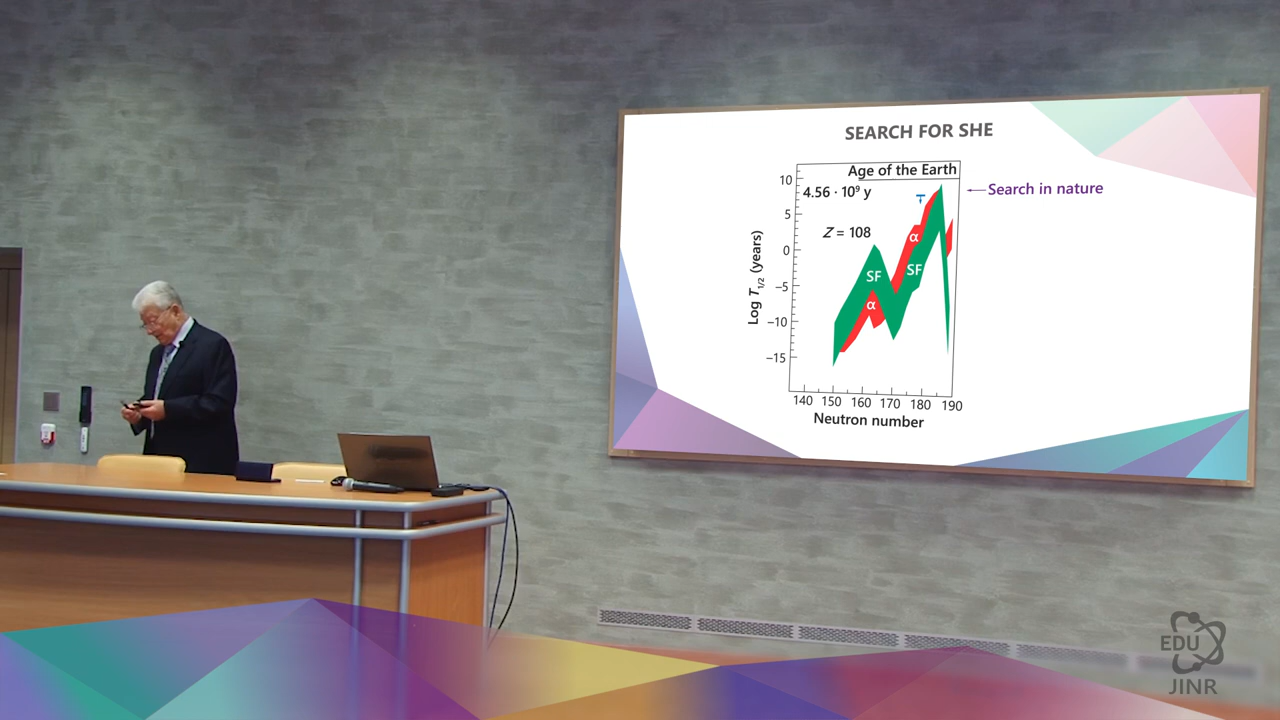 SEARCH FOR SHE
Age of the Earth
4.56 · 10⁹ y
Search in nature
Z = 108
α
SF
SF
α
Log T1/2 (years)
10
5
0
−5
−10
−15
140 150 160 170 180 190
Neutron number
EDU
JINR